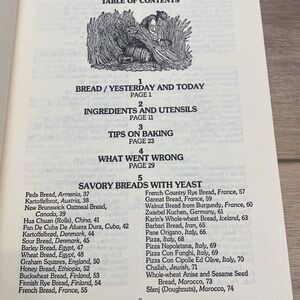 TABLE OF CONTENTS
1
BREAD / YESTERDAY AND TODAY
PAGE 1
2
INGREDIENTS AND UTENSILS
PAGE 11
3
TIPS ON BAKING
PAGE 23
4
WHAT WENT WRONG
PAGE 29
5
SAVORY BREADS WITH YEAST
Peda Bread, Armenia, 37
Kartoffelbrot, Austria, 38
New Brunswick Oatmeal Bread,
Canada, 39
Hua Chuan (Rolls), China, 41
Pan De Cuba De Afuera Dura, Cuba, 42
Kartoffelbrød, Denmark, 44
Sour Bread, Denmark, 45
Barley Bread, Egypt, 47
Wheat Bread, Egypt, 48
Graham Squares, England, 50
Honey Bread, Ethiopia, 52
Buckwheat Bread, Finland, 53
Finnish Rye Bread, Finland, 54
French Bread, France, 55
French Country Rye Bread, France, 57
Gannat Bread, France, 59
Walnut Bread from Burgundy, France, 60
Zwiebel Kuchen, Germany, 61
Karin's Whole-wheat Bread, Iceland, 63
Barbari Bread, Iran, 65
Pane Origano, Italy, 66
Pizza, Italy, 68
Pizza Napoletana, Italy, 69
Pizza Con Funghi, Italy, 69
Pizza Con Cipolle Ed Olive, Italy, 70
Challah, Jewish, 71
Whole-wheat Anise and Sesame Seed
Bread, Morocco, 73
Sfenj (Doughnuts), Morocco, 74